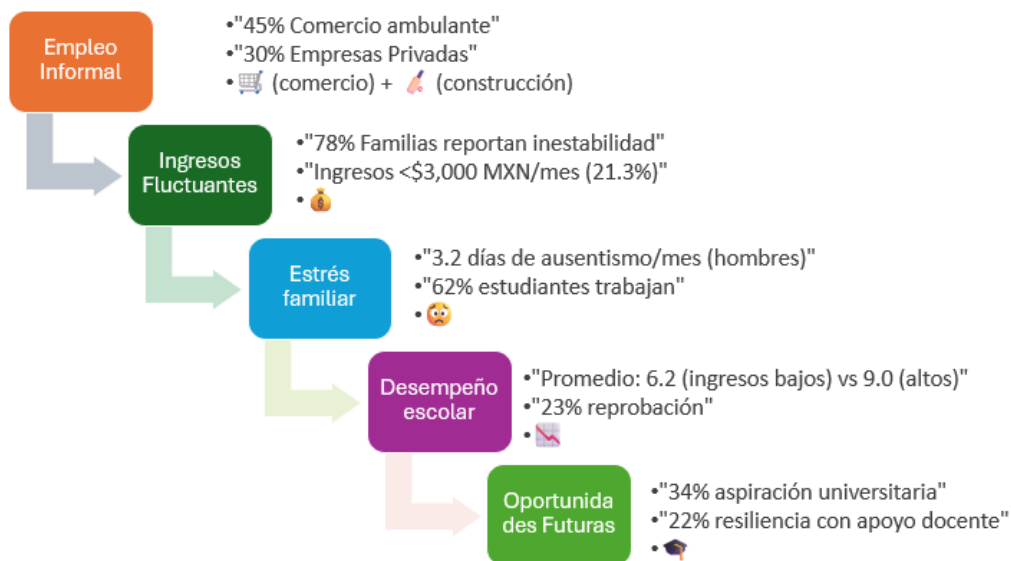 Empleo
Informal
•"45% Comercio ambulante"
•"30% Empresas Privadas"
•🛒 (comercio) + 💅 (construcción)
Ingresos
Fluctuantes
•"78% Familias reportan inestabilidad"
•"Ingresos <$3,000 MXN/mes (21.3%)"
•💰
Estrés
familiar
•"3.2 días de ausentismo/mes (hombres)"
•"62% estudiantes trabajan"
•😟
Desempeño
escolar
•"Promedio: 6.2 (ingresos bajos) vs 9.0 (altos)"
•"23% reprobación"
•📉
Oportunida
des Futuras
•"34% aspiración universitaria"
•"22% resiliencia con apoyo docente"
•🎓